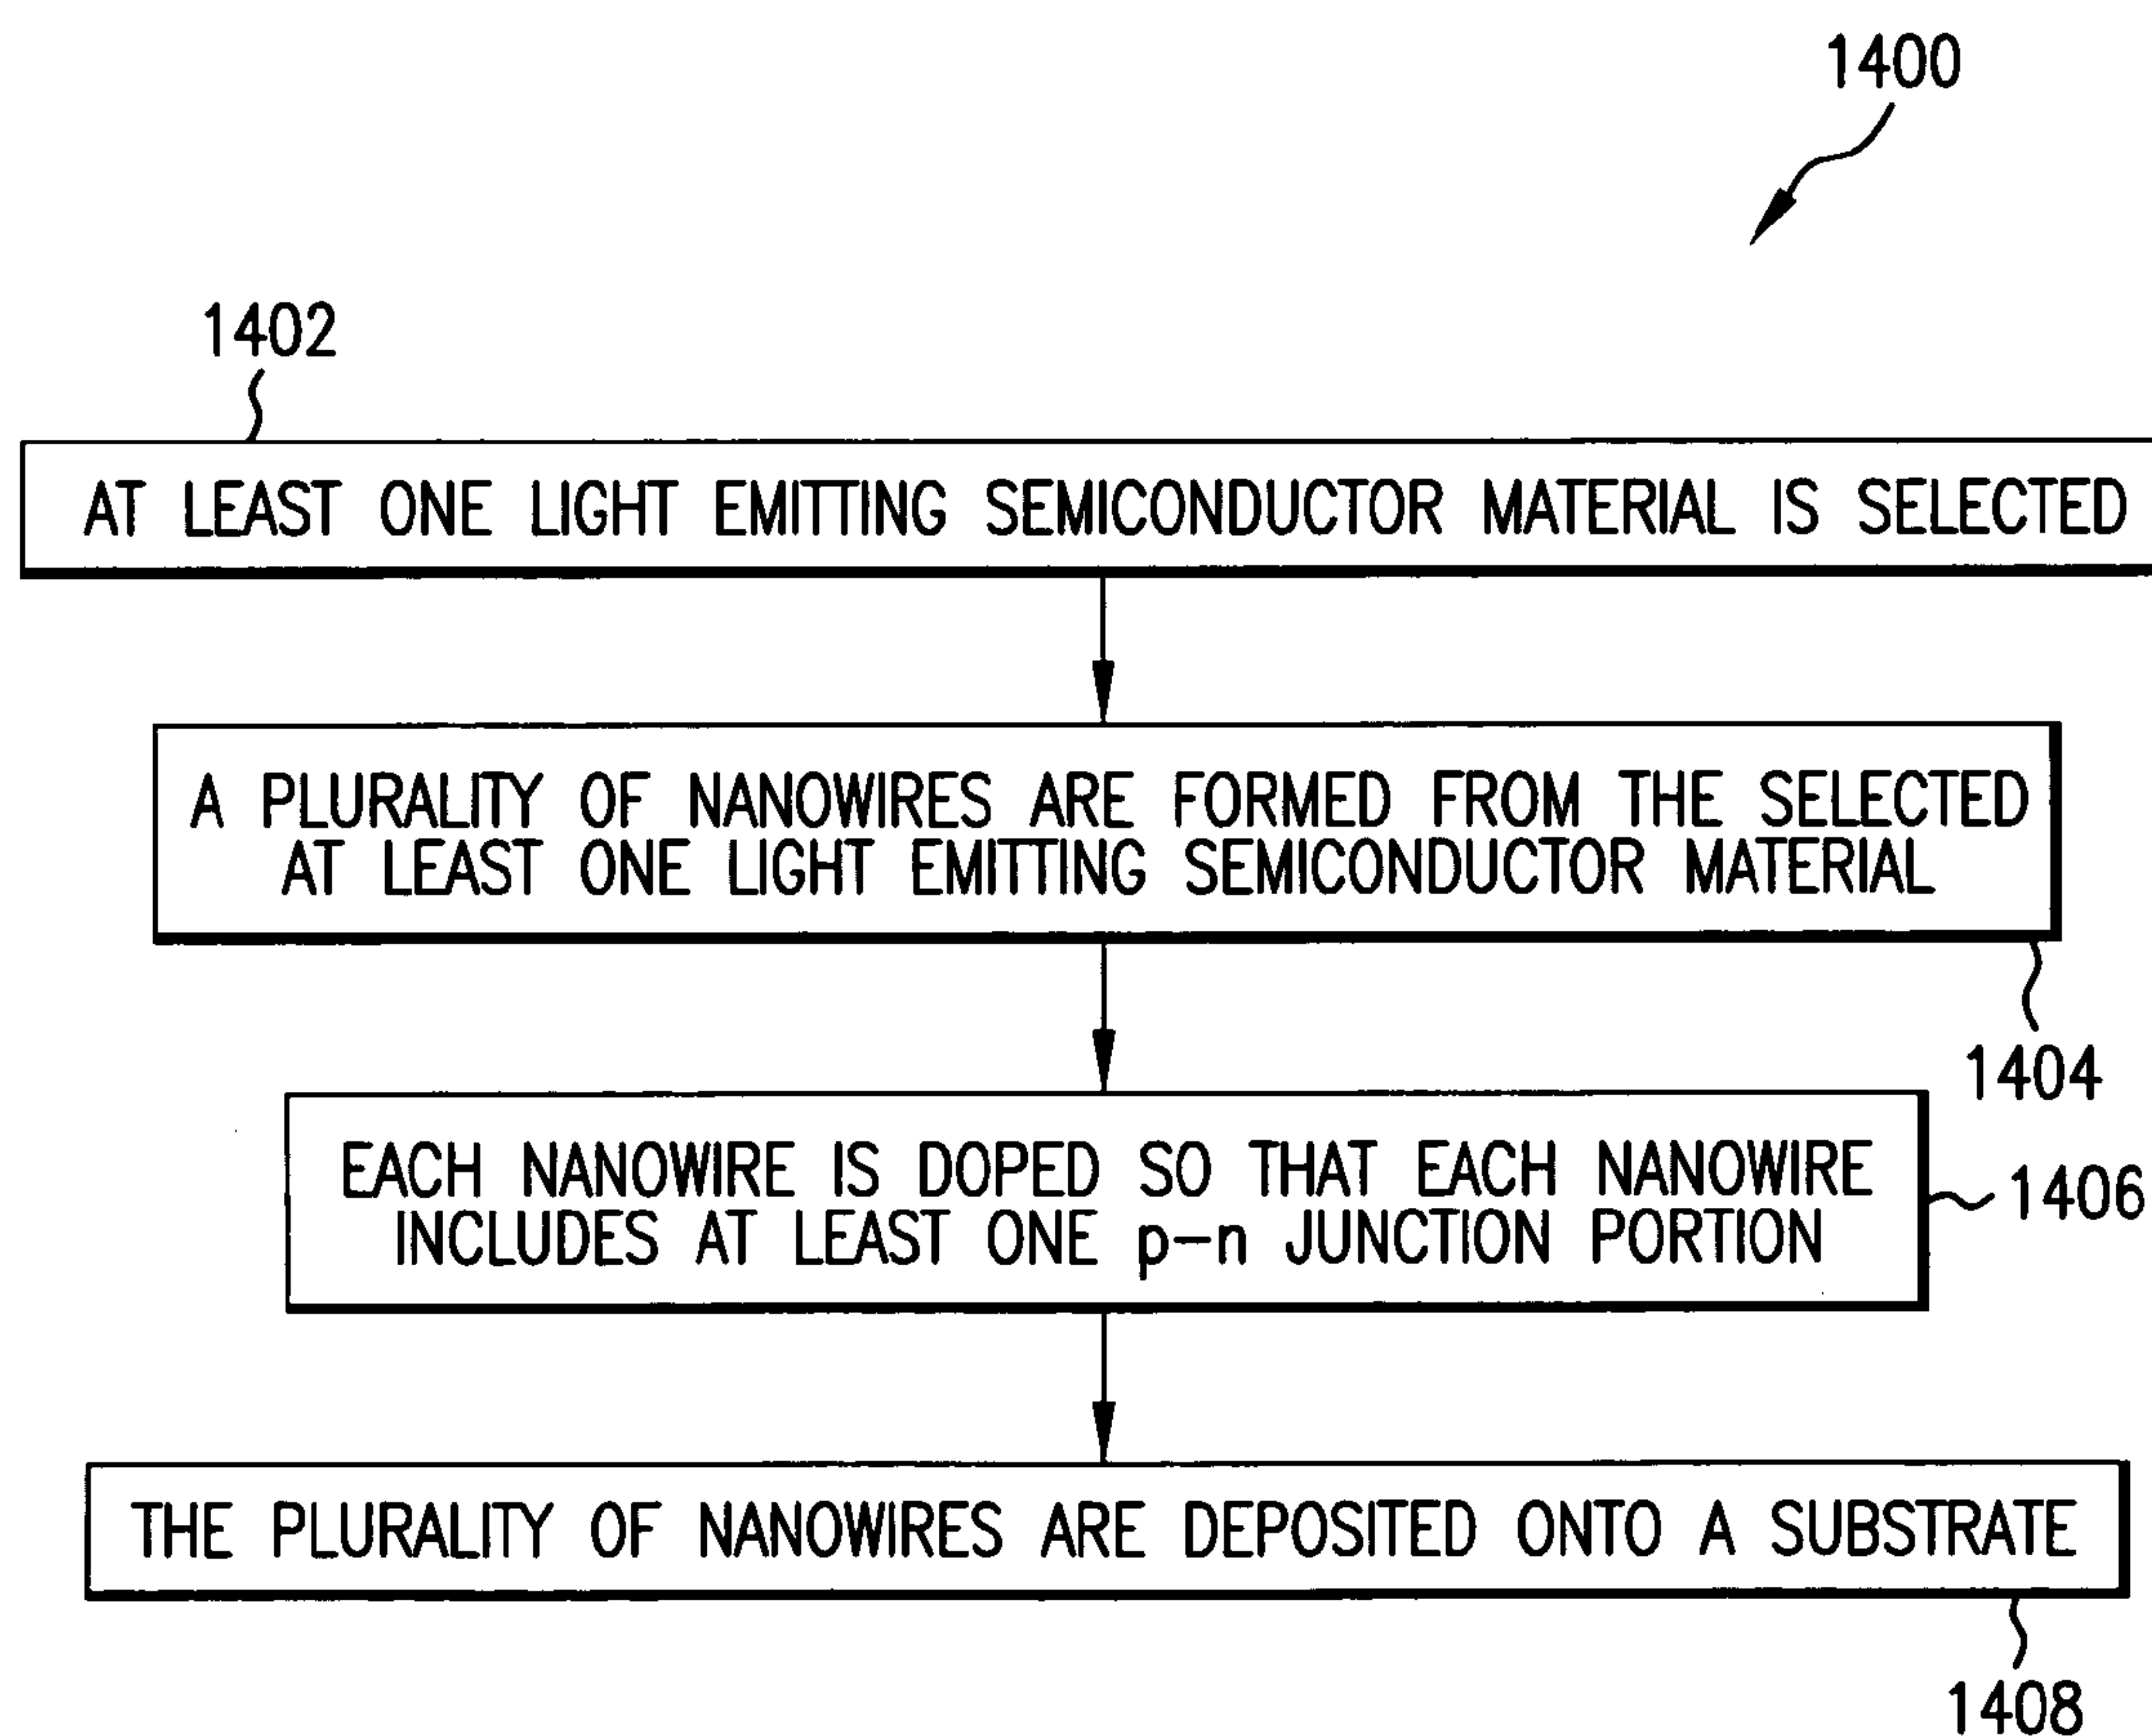 1400
1402
AT LEAST ONE LIGHT EMITTING SEMICONDUCTOR MATERIAL IS SELECTED
A PLURALITY OF NANOWIRES ARE FORMED FROM THE SELECTED
AT LEAST ONE LIGHT EMITTING SEMICONDUCTOR MATERIAL
1404
EACH NANOWIRE IS DOPED SO THAT EACH NANOWIRE
INCLUDES AT LEAST ONE p-n JUNCTION PORTION
1406
THE PLURALITY OF NANOWIRES ARE DEPOSITED ONTO A SUBSTRATE
1408